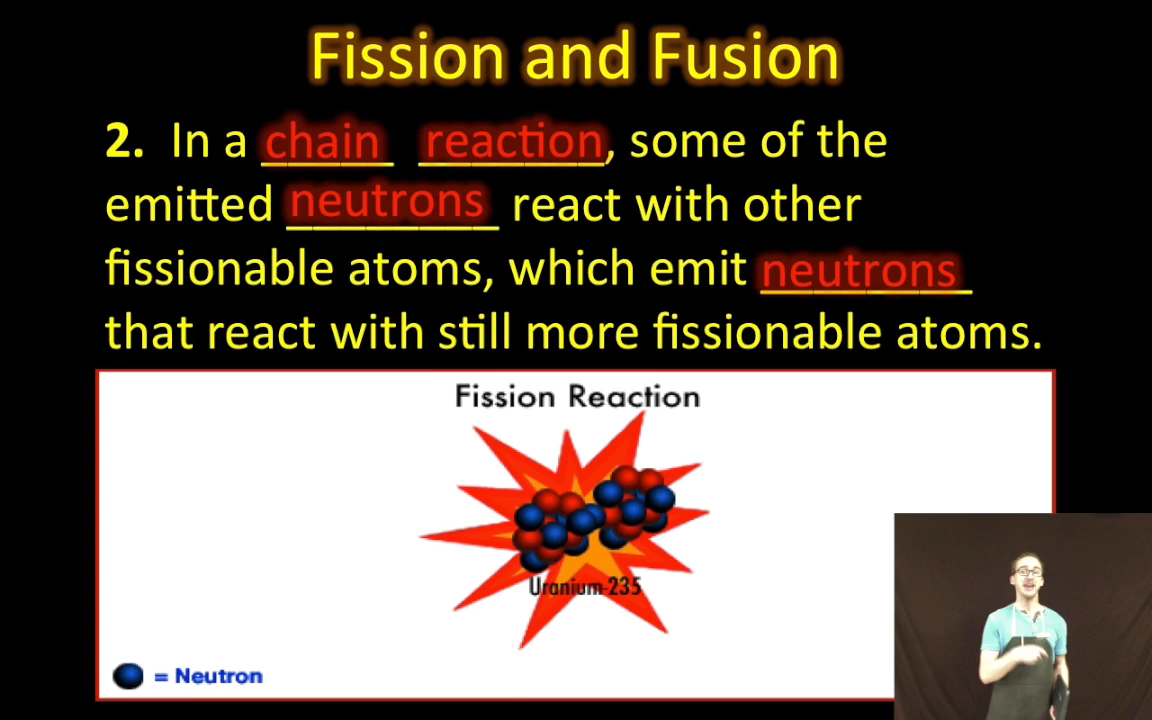 Fission and Fusion
2. In a chain reaction, some of the
emitted neutrons react with other
fissionable atoms, which emit neutrons
that react with still more fissionable atoms.
Fission Reaction
Uranium-235
= Neutron